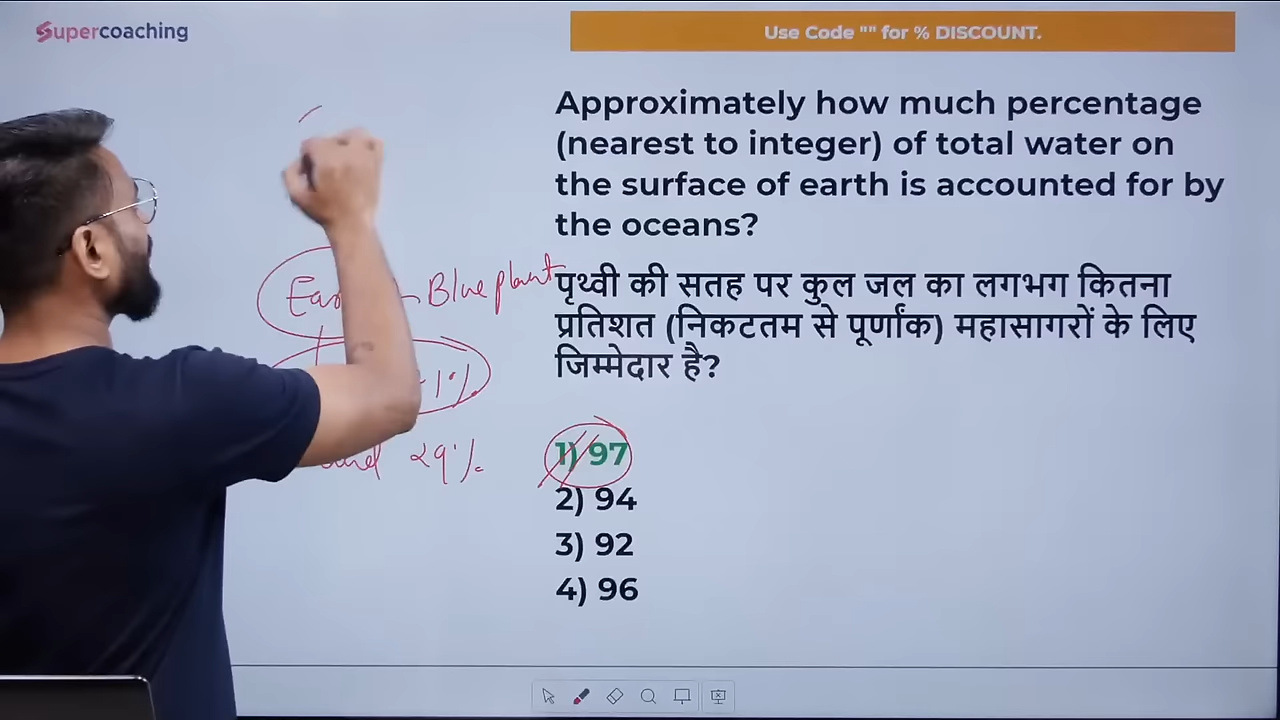 Supercoaching
Use Code "" for % DISCOUNT.
Approximately how much percentage
(nearest to integer) of total water on
the surface of earth is accounted for by
the oceans?
Blue planet
पृथ्वी की सतह पर कुल जल का लगभग कितना
प्रतिशत (निकटतम से पूर्णांक) महासागरों के लिए
जिम्मेदार है?
29%
1) 97
2) 94
3) 92
4) 96